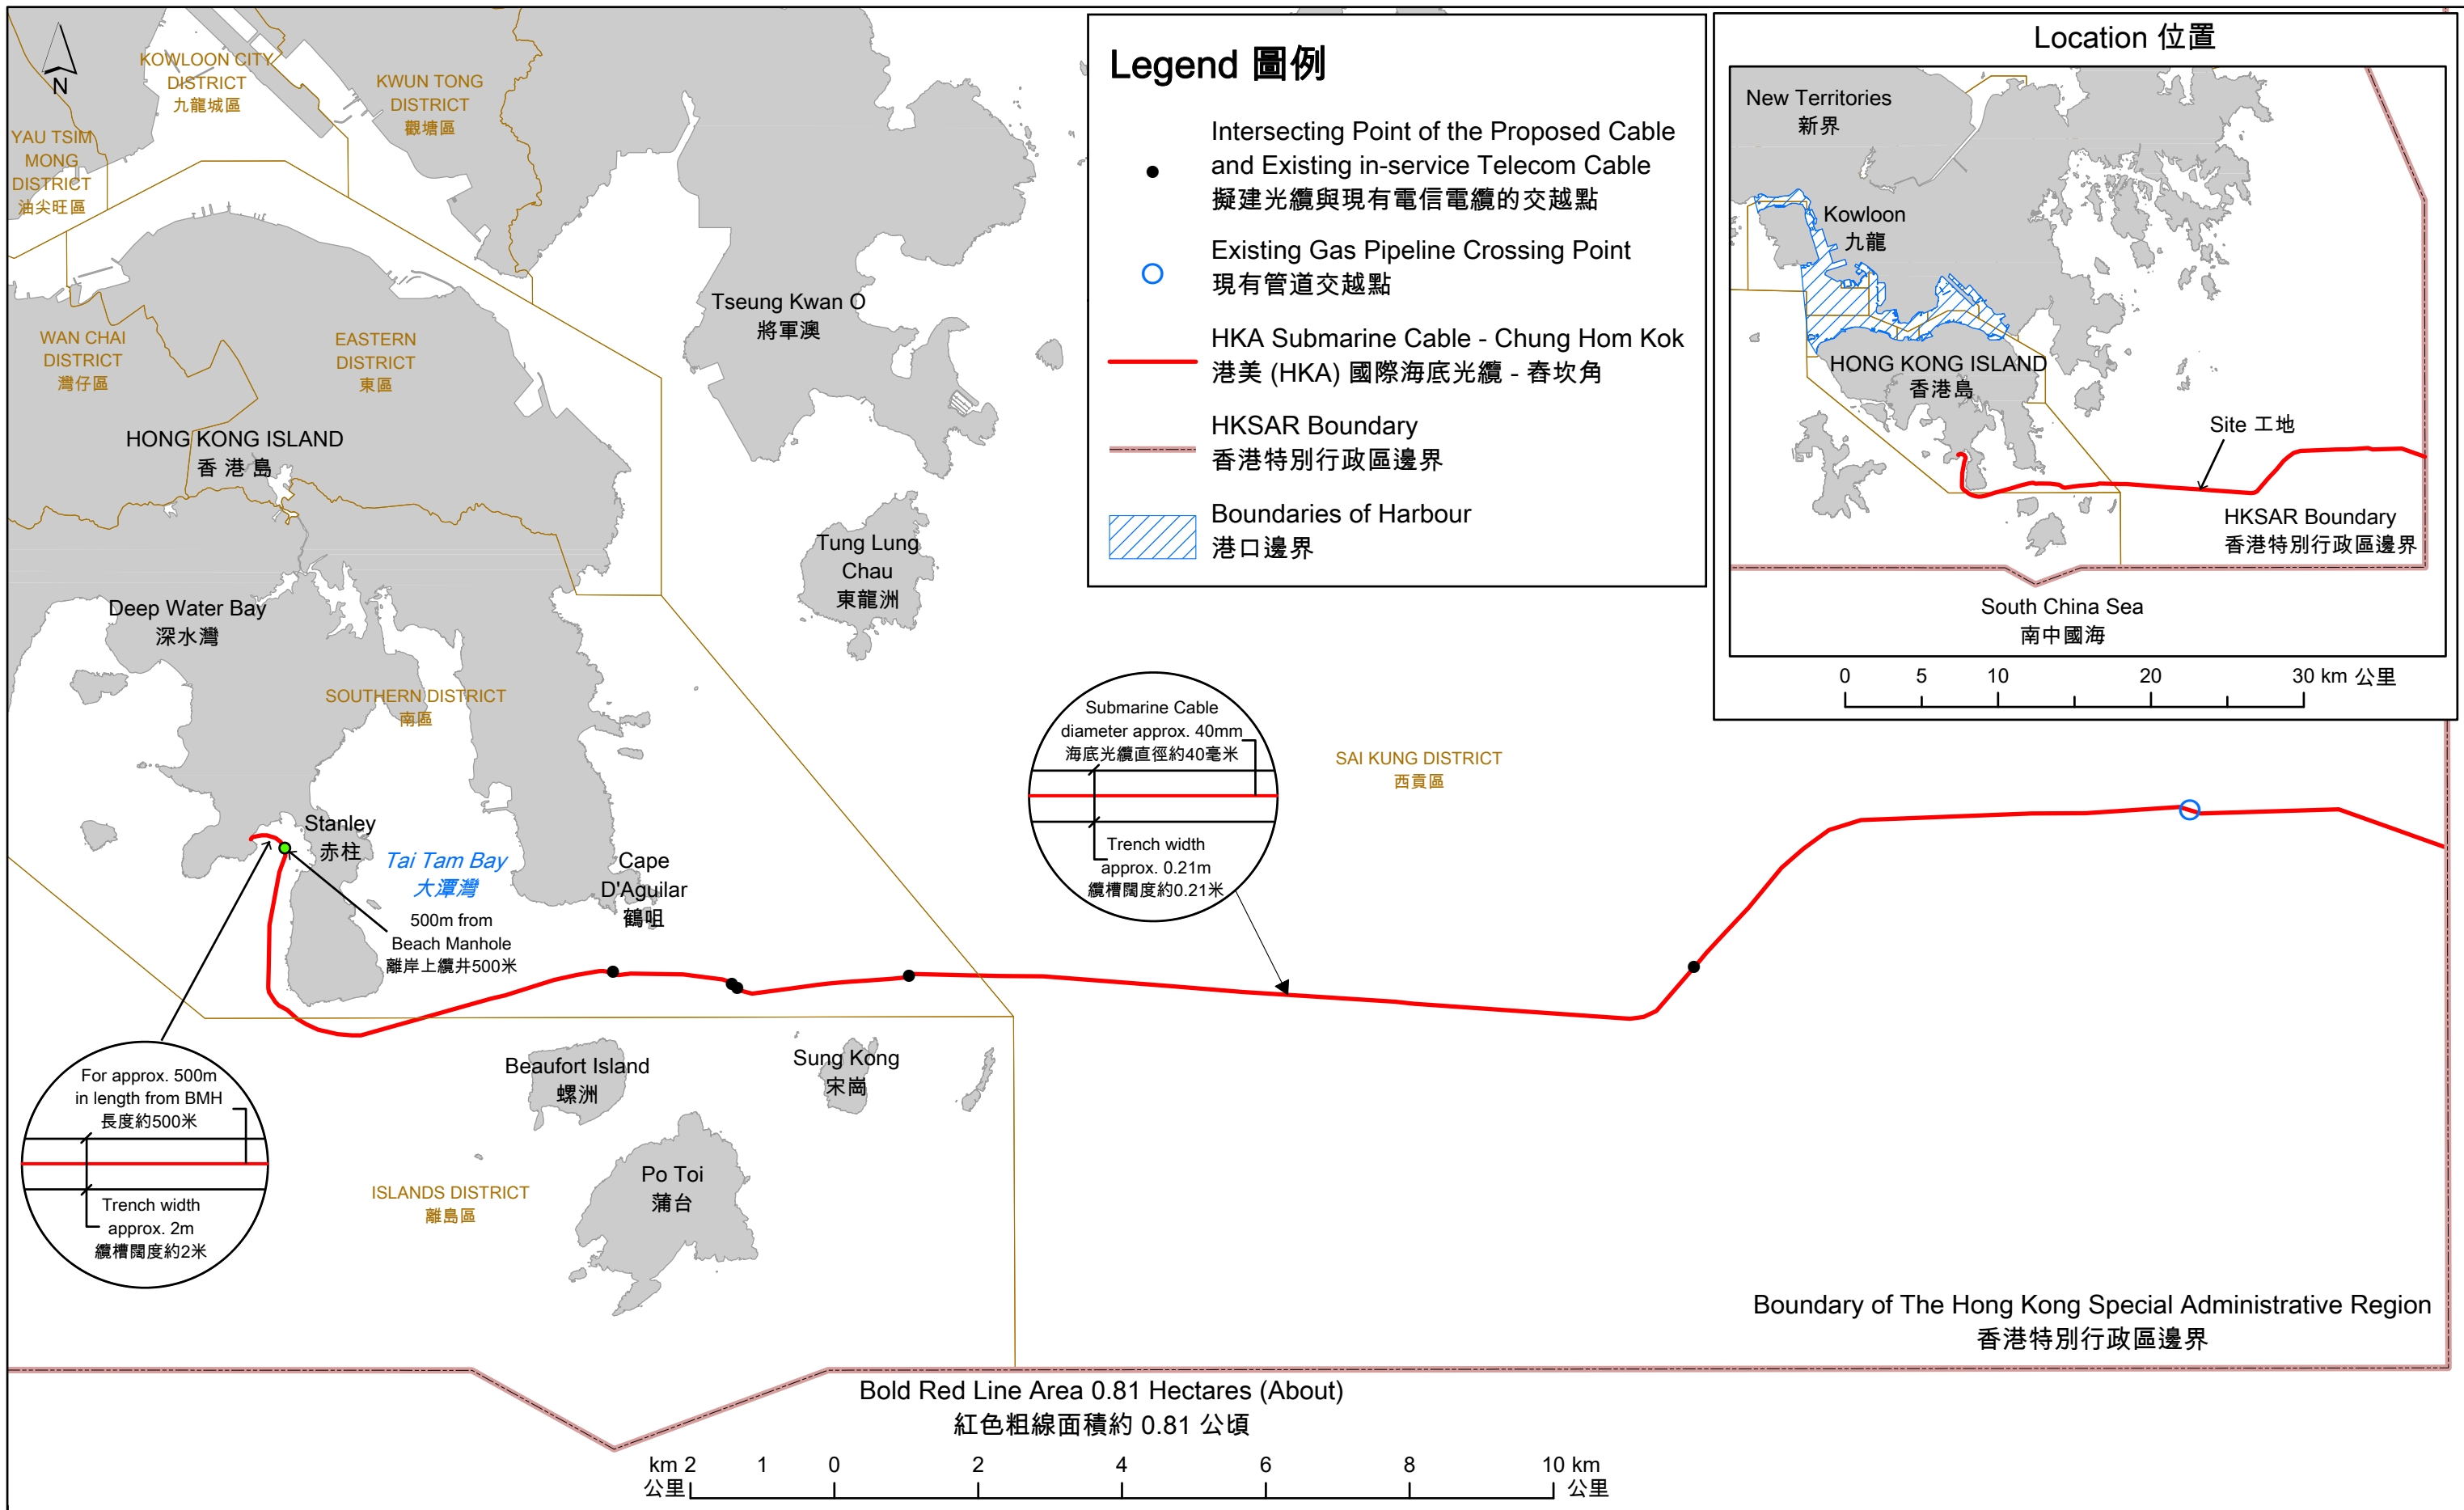 N
KOWLOON CITY
DISTRICT
九龍城區
KWUN TONG
DISTRICT
觀塘區
YAU TSIM
MONG
DISTRICT
油尖旺區
WAN CHAI
DISTRICT
灣仔區
EASTERN
DISTRICT
東區
HONG KONG ISLAND
香港島
Tseung Kwan O
將軍澳
Tung Lung
Chau
東龍洲
Deep Water Bay
深水灣
SOUTHERN DISTRICT
南區
Stanley
赤柱
Tai Tam Bay
大潭灣
Cape
D'Aguilar
鶴咀
500m from
Beach Manhole
離岸上纜井500米
Legend 圖例
Intersecting Point of the Proposed Cable
and Existing in-service Telecom Cable
擬建光纜與現有電信電纜的交越點
Existing Gas Pipeline Crossing Point
現有管道交越點
HKA Submarine Cable - Chung Hom Kok
港美 (HKA) 國際海底光纜 - 舂坎角
HKSAR Boundary
香港特別行政區邊界
Boundaries of Harbour
港口邊界
Location 位置
New Territories
新界
Kowloon
九龍
HONG KONG ISLAND
香港島
Site 工地
HKSAR Boundary
香港特別行政區邊界
South China Sea
南中國海
0 5 10 20 30 km 公里
Submarine Cable
diameter approx. 40mm
海底光纜直徑約40毫米
Trench width
approx. 0.21m
纜槽闊度約0.21米
SAI KUNG DISTRICT
西貢區
For approx. 500m
in length from BMH
長度約500米
Trench width
approx. 2m
纜槽闊度約2米
Beaufort Island
螺洲
Sung Kong
宋崗
Po Toi
蒲台
ISLANDS DISTRICT
離島區
Boundary of The Hong Kong Special Administrative Region
香港特別行政區邊界
Bold Red Line Area 0.81 Hectares (About)
紅色粗線面積約 0.81 公頃
km 2 1 0 2 4 6 8 10 km
公里 公里